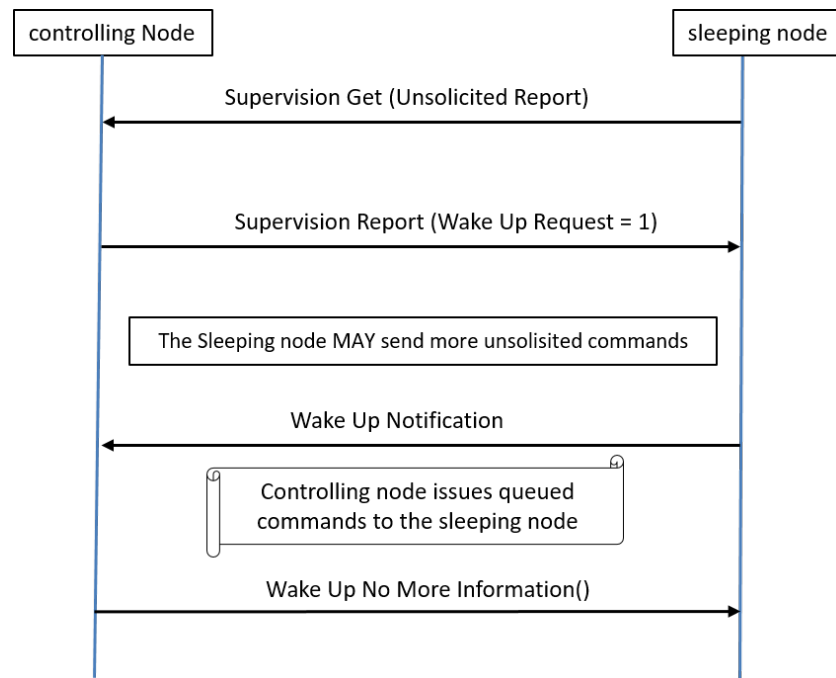 controlling Node
sleeping node
Supervision Get (Unsolicited Report)
Supervision Report (Wake Up Request = 1)
The Sleeping node MAY send more unsolisited commands
Wake Up Notification
Controlling node issues queued
commands to the sleeping node
Wake Up No More Information()